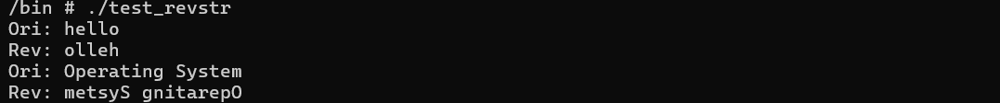 /bin # ./test_revstr
Ori: hello
Rev: olleh
Ori: Operating System
Rev: metsyS gnitarepO